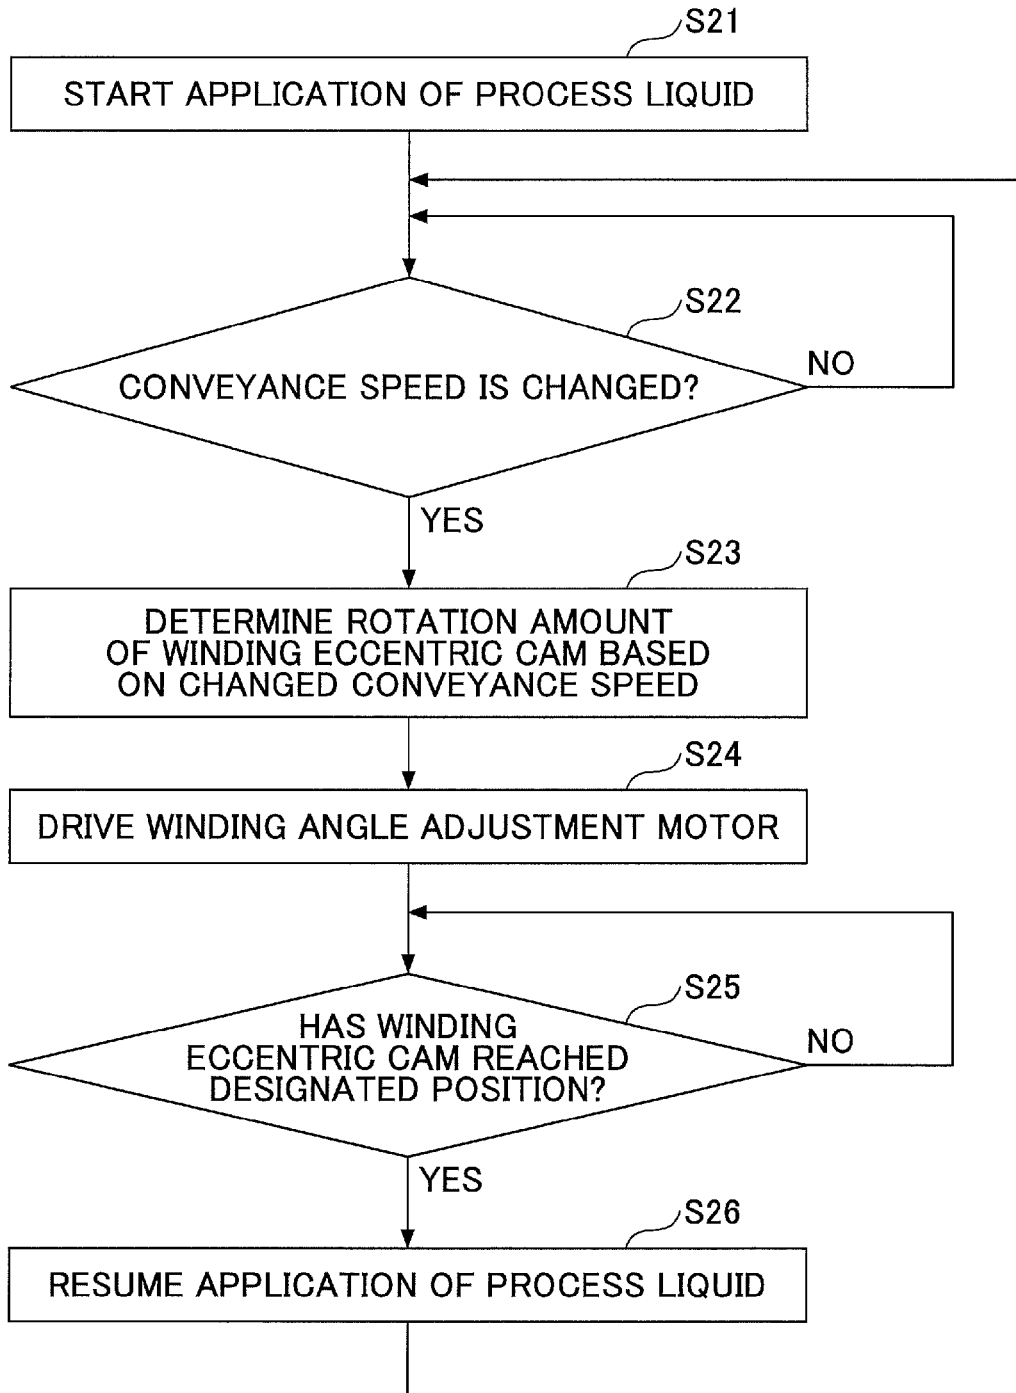 S21
START APPLICATION OF PROCESS LIQUID
S22
CONVEYANCE SPEED IS CHANGED?
NO
YES
S23
DETERMINE ROTATION AMOUNT
OF WINDING ECCENTRIC CAM BASED
ON CHANGED CONVEYANCE SPEED
S24
DRIVE WINDING ANGLE ADJUSTMENT MOTOR
S25
HAS WINDING
ECCENTRIC CAM REACHED
DESIGNATED POSITION?
NO
YES
S26
RESUME APPLICATION OF PROCESS LIQUID